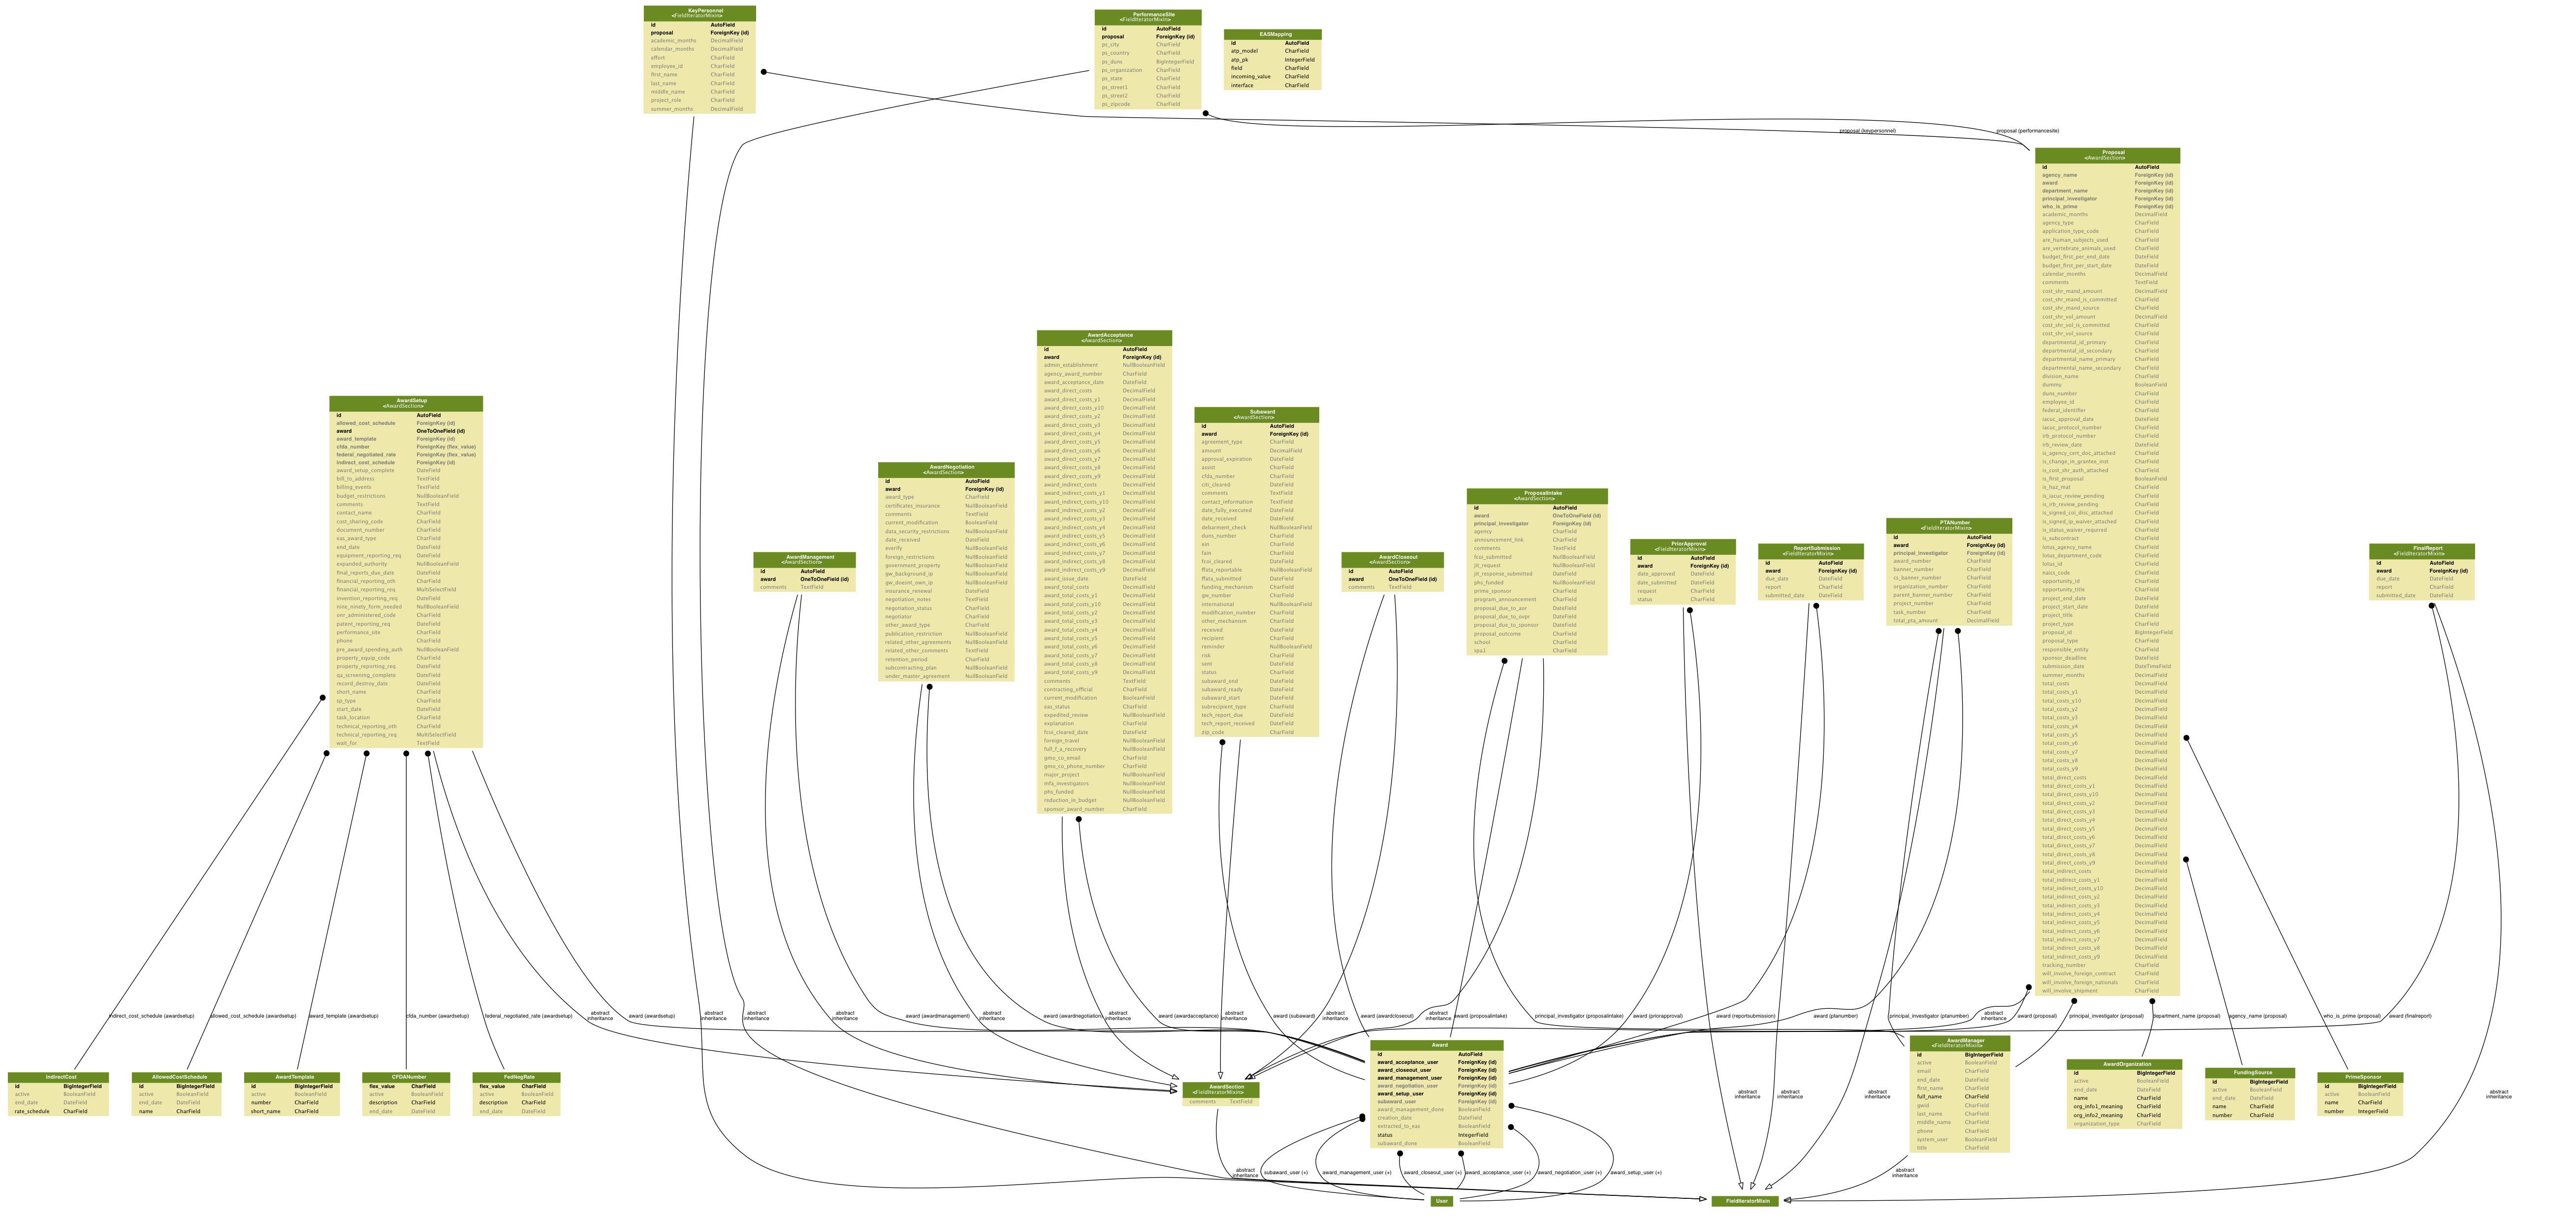 KeyPersonnel
<FieldIteratorMixin>
id AutoField
proposal ForeignKey (id)
academic_months DecimalField
calendar_months DecimalField
effort CharField
employee_id CharField
first_name CharField
last_name CharField
middle_name CharField
project_role CharField
summer_months DecimalField
PerformanceSite
<FieldIteratorMixin>
id AutoField
proposal ForeignKey (id)
ps_city CharField
ps_country CharField
ps_duns BigIntegerField
ps_organization CharField
ps_state CharField
ps_street1 CharField
ps_street2 CharField
ps_zipcode CharField
EASMapping
id AutoField
atp_model CharField
atp_pk IntegerField
field CharField
incoming_value CharField
interface CharField
proposal (keypersonnel)
proposal (performancesite)
Proposal
<AwardSection>
id AutoField
agency_name ForeignKey (id)
award ForeignKey (id)
department_name ForeignKey (id)
principal_investigator ForeignKey (id)
who_is_prime ForeignKey (id)
academic_months DecimalField
agency_type CharField
application_type_code CharField
are_human_subjects_used CharField
are_vertebrate_animals_used CharField
budget_first_per_end_date DateField
budget_first_per_start_date DateField
calendar_months DecimalField
comments TextField
cost_shr_mand_amount DecimalField
cost_shr_mand_is_committed CharField
cost_shr_mand_source CharField
cost_shr_vol_amount DecimalField
cost_shr_vol_is_committed CharField
cost_shr_vol_source CharField
departmental_id_primary CharField
departmental_id_secondary CharField
departmental_name_primary CharField
departmental_name_secondary CharField
division_name CharField
dummy BooleanField
duns_number CharField
employee_id CharField
federal_identifier CharField
iacuc_approval_date DateField
iacuc_protocol_number CharField
irb_protocol_number CharField
irb_review_date DateField
is_agency_cert_doc_attached CharField
is_change_in_grantee_inst CharField
is_cost_shr_auth_attached CharField
is_first_proposal BooleanField
is_haz_mat CharField
is_iacuc_review_pending CharField
is_irb_review_pending CharField
is_signed_coi_doc_attached CharField
is_signed_ip_waiver_attached CharField
is_status_waiver_required CharField
is_subcontract CharField
lotus_agency_name CharField
lotus_department_code CharField
lotus_id CharField
naics_code CharField
opportunity_id CharField
opportunity_title CharField
project_end_date DateField
project_start_date DateField
project_title CharField
project_type CharField
proposal_id BigIntegerField
proposal_type CharField
responsible_entity CharField
sponsor_deadline DateField
submission_date DateTimeField
summer_months DecimalField
total_costs DecimalField
total_costs_y1 DecimalField
total_costs_y10 DecimalField
total_costs_y2 DecimalField
total_costs_y3 DecimalField
total_costs_y4 DecimalField
total_costs_y5 DecimalField
total_costs_y6 DecimalField
total_costs_y7 DecimalField
total_costs_y8 DecimalField
total_costs_y9 DecimalField
total_direct_costs DecimalField
total_direct_costs_y1 DecimalField
total_direct_costs_y10 DecimalField
total_direct_costs_y2 DecimalField
total_direct_costs_y3 DecimalField
total_direct_costs_y4 DecimalField
total_direct_costs_y5 DecimalField
total_direct_costs_y6 DecimalField
total_direct_costs_y7 DecimalField
total_direct_costs_y8 DecimalField
total_direct_costs_y9 DecimalField
total_indirect_costs DecimalField
total_indirect_costs_y1 DecimalField
total_indirect_costs_y10 DecimalField
total_indirect_costs_y2 DecimalField
total_indirect_costs_y3 DecimalField
total_indirect_costs_y4 DecimalField
total_indirect_costs_y5 DecimalField
total_indirect_costs_y6 DecimalField
total_indirect_costs_y7 DecimalField
total_indirect_costs_y8 DecimalField
total_indirect_costs_y9 DecimalField
tracking_number CharField
will_involve_foreign_contract CharField
will_involve_foreign_nationals CharField
will_involve_shipment CharField
AwardSetup
<AwardSection>
id AutoField
allowed_cost_schedule ForeignKey (id)
award OneToOneField (id)
award_template ForeignKey (id)
cfda_number ForeignKey (flex_value)
federal_negotiated_rate ForeignKey (flex_value)
indirect_cost_schedule ForeignKey (id)
award_setup_complete DateField
bill_to_address TextField
billing_events TextField
budget_restrictions NullBooleanField
comments TextField
contact_name CharField
cost_sharing_code CharField
document_number CharField
eas_award_type CharField
end_date DateField
equipment_reporting_req DateField
expanded_authority NullBooleanField
final_reports_due_date DateField
financial_reporting_oth CharField
financial_reporting_req MultiSelectField
invention_reporting_req DateField
nine_ninety_form_needed NullBooleanField
onr_administered_code CharField
patent_reporting_req DateField
performance_site CharField
phone CharField
pre_award_spending_auth NullBooleanField
property_equip_code CharField
property_reporting_req DateField
qa_screening_complete DateField
record_destroy_date DateField
short_name CharField
sp_type CharField
start_date DateField
task_location CharField
technical_reporting_oth CharField
technical_reporting_req MultiSelectField
wait_for TextField
AwardManagement
<AwardSection>
id AutoField
award OneToOneField (id)
comments TextField
AwardNegotiation
<AwardSection>
id AutoField
award ForeignKey (id)
award_type CharField
certificates_insurance NullBooleanField
comments TextField
current_modification BooleanField
data_security_restrictions NullBooleanField
date_received DateField
everify NullBooleanField
foreign_restrictions NullBooleanField
government_property NullBooleanField
gw_background_ip NullBooleanField
gw_doesnt_own_ip NullBooleanField
insurance_renewal DateField
negotiation_notes TextField
negotiation_status CharField
negotiator CharField
other_award_type CharField
publication_restriction NullBooleanField
related_other_agreements NullBooleanField
related_other_comments TextField
retention_period CharField
subcontracting_plan NullBooleanField
under_master_agreement NullBooleanField
AwardAcceptance
<AwardSection>
id AutoField
award ForeignKey (id)
admin_establishment NullBooleanField
agency_award_number CharField
award_acceptance_date DateField
award_direct_costs DecimalField
award_direct_costs_y1 DecimalField
award_direct_costs_y10 DecimalField
award_direct_costs_y2 DecimalField
award_direct_costs_y3 DecimalField
award_direct_costs_y4 DecimalField
award_direct_costs_y5 DecimalField
award_direct_costs_y6 DecimalField
award_direct_costs_y7 DecimalField
award_direct_costs_y8 DecimalField
award_direct_costs_y9 DecimalField
award_indirect_costs DecimalField
award_indirect_costs_y1 DecimalField
award_indirect_costs_y10 DecimalField
award_indirect_costs_y2 DecimalField
award_indirect_costs_y3 DecimalField
award_indirect_costs_y4 DecimalField
award_indirect_costs_y5 DecimalField
award_indirect_costs_y6 DecimalField
award_indirect_costs_y7 DecimalField
award_indirect_costs_y8 DecimalField
award_indirect_costs_y9 DecimalField
award_issue_date DateField
award_total_costs DecimalField
award_total_costs_y1 DecimalField
award_total_costs_y10 DecimalField
award_total_costs_y2 DecimalField
award_total_costs_y3 DecimalField
award_total_costs_y4 DecimalField
award_total_costs_y5 DecimalField
award_total_costs_y6 DecimalField
award_total_costs_y7 DecimalField
award_total_costs_y8 DecimalField
award_total_costs_y9 DecimalField
comments TextField
contracting_official CharField
current_modification BooleanField
eas_status CharField
expedited_review NullBooleanField
explanation CharField
fcoi_cleared_date DateField
foreign_travel NullBooleanField
full_f_a_recovery NullBooleanField
gmo_co_email CharField
gmo_co_phone_number CharField
major_project NullBooleanField
mfa_investigators NullBooleanField
phs_funded NullBooleanField
reduction_in_budget NullBooleanField
sponsor_award_number CharField
Subaward
<AwardSection>
id AutoField
award ForeignKey (id)
agreement_type CharField
amount DecimalField
approval_expiration DateField
assist CharField
cfda_number CharField
citi_cleared DateField
comments TextField
contact_information TextField
date_fully_executed DateField
date_received DateField
debarment_check NullBooleanField
duns_number CharField
ein CharField
fain CharField
fcoi_cleared DateField
ffata_reportable NullBooleanField
ffata_submitted DateField
funding_mechanism CharField
gw_number CharField
international NullBooleanField
modification_number CharField
other_mechanism CharField
received DateField
recipient CharField
reminder NullBooleanField
risk CharField
sent DateField
status CharField
subaward_end DateField
subaward_ready DateField
subaward_start DateField
subrecipient_type CharField
tech_report_due DateField
tech_report_received DateField
zip_code CharField
AwardCloseout
<AwardSection>
id AutoField
award OneToOneField (id)
comments TextField
ProposalIntake
<AwardSection>
id AutoField
award OneToOneField (id)
principal_investigator ForeignKey (id)
agency CharField
announcement_link CharField
comments TextField
fcoi_submitted NullBooleanField
jit_request NullBooleanField
jit_response_submitted DateField
phs_funded NullBooleanField
prime_sponsor CharField
program_announcement CharField
proposal_due_to_aor DateField
proposal_due_to_ovpr DateField
proposal_due_to_sponsor DateField
proposal_outcome CharField
school CharField
spa1 CharField
PriorApproval
<FieldIteratorMixin>
id AutoField
award ForeignKey (id)
date_approved DateField
date_submitted DateField
request CharField
status CharField
ReportSubmission
<FieldIteratorMixin>
id AutoField
award ForeignKey (id)
due_date DateField
report CharField
submitted_date DateField
PTANumber
<FieldIteratorMixin>
id AutoField
award ForeignKey (id)
principal_investigator ForeignKey (id)
award_number CharField
banner_number CharField
cs_banner_number CharField
organization_number CharField
parent_banner_number CharField
project_number CharField
task_number CharField
total_pta_amount DecimalField
FinalReport
<FieldIteratorMixin>
id AutoField
award ForeignKey (id)
due_date DateField
report CharField
submitted_date DateField
indirect_cost_schedule (awardsetup)
allowed_cost_schedule (awardsetup)
award_template (awardsetup)
cfda_number (awardsetup)
federal_negotiated_rate (awardsetup)
abstract
inheritance
award (awardsetup)
abstract
inheritance
abstract
inheritance
abstract
inheritance
award (awardmanagement)
abstract
inheritance
award (awardnegotiation)
abstract
inheritance
award (awardacceptance)
abstract
inheritance
award (subaward)
abstract
inheritance
award (awardcloseout)
abstract
inheritance
award (proposalintake)
principal_investigator (proposalintake)
award (priorapproval)
award (reportsubmission)
award (ptanumber)
principal_investigator (ptanumber)
abstract
inheritance
award (proposal)
principal_investigator (proposal)
department_name (proposal)
agency_name (proposal)
who_is_prime (proposal)
award (finalreport)
IndirectCost
id BigIntegerField
active BooleanField
end_date DateField
rate_schedule CharField
AllowedCostSchedule
id BigIntegerField
active BooleanField
end_date DateField
name CharField
AwardTemplate
id BigIntegerField
active BooleanField
number CharField
short_name CharField
CFDANumber
flex_value CharField
active BooleanField
description CharField
end_date DateField
FedNegRate
flex_value CharField
active BooleanField
description CharField
end_date DateField
AwardSection
<FieldIteratorMixin>
comments TextField
Award
id AutoField
award_acceptance_user ForeignKey (id)
award_closeout_user ForeignKey (id)
award_management_user ForeignKey (id)
award_negotiation_user ForeignKey (id)
award_setup_user ForeignKey (id)
subaward_user ForeignKey (id)
award_management_done BooleanField
creation_date DateField
extracted_to_eas BooleanField
status IntegerField
subaward_done BooleanField
abstract
inheritance
abstract
inheritance
abstract
inheritance
AwardManager
<FieldIteratorMixin>
id BigIntegerField
active BooleanField
email CharField
end_date DateField
first_name CharField
full_name CharField
gwid CharField
last_name CharField
middle_name CharField
phone CharField
system_user BooleanField
title CharField
AwardOrganization
id BigIntegerField
active BooleanField
end_date DateField
name CharField
org_info1_meaning CharField
org_info2_meaning CharField
organization_type CharField
FundingSource
id BigIntegerField
active BooleanField
end_date DateField
name CharField
number CharField
PrimeSponsor
id BigIntegerField
active BooleanField
name CharField
number IntegerField
abstract
inheritance
abstract
inheritance
subaward_user (+)
award_management_user (+)
award_closeout_user (+)
award_acceptance_user (+)
award_negotiation_user (+)
award_setup_user (+)
abstract
inheritance
User
FieldIteratorMixin